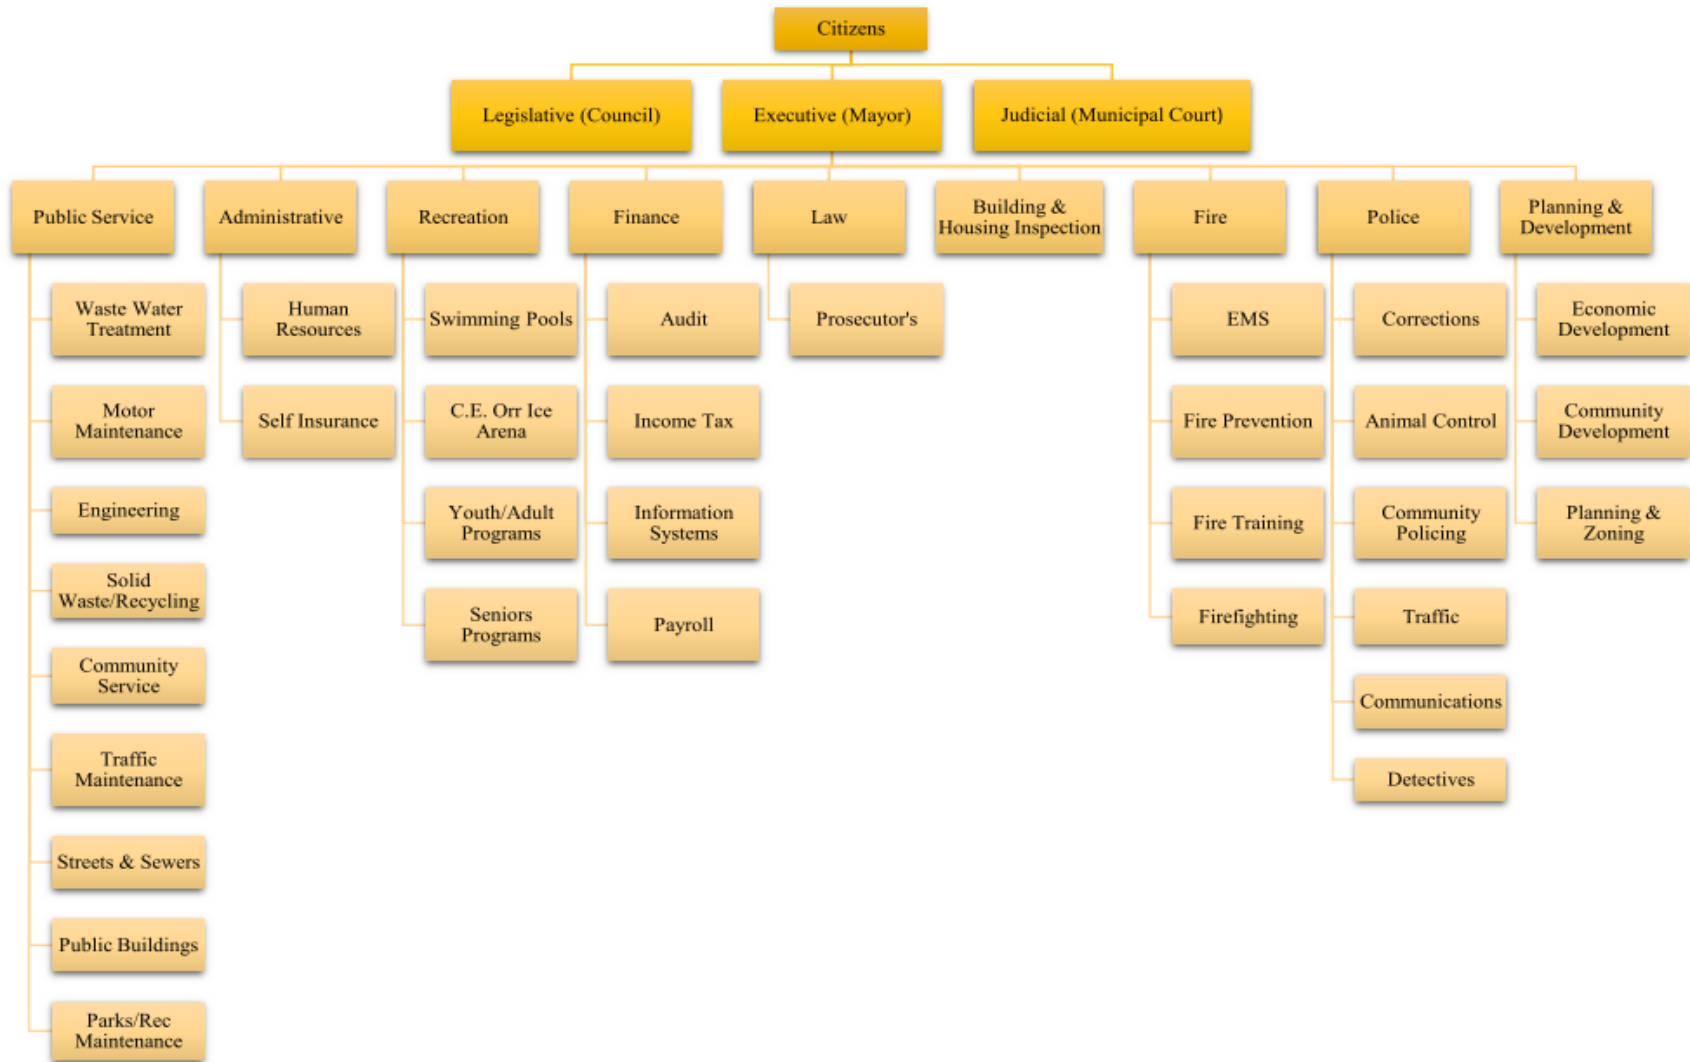 Citizens
Legislative (Council)
Executive (Mayor)
Judicial (Municipal Court)
Public Service
Administrative
Recreation
Finance
Law
Building &
Housing Inspection
Fire
Police
Planning &
Development
Waste Water
Treatment
Motor
Maintenance
Engineering
Solid
Waste/Recycling
Community
Service
Traffic
Maintenance
Streets & Sewers
Public Buildings
Parks/Rec
Maintenance
Human
Resources
Self Insurance
Swimming Pools
C.E. Orr Ice
Arena
Youth/Adult
Programs
Seniors
Programs
Audit
Income Tax
Information
Systems
Payroll
Prosecutor's
EMS
Fire Prevention
Fire Training
Firefighting
Corrections
Animal Control
Community
Policing
Traffic
Communications
Detectives
Economic
Development
Community
Development
Planning &
Zoning